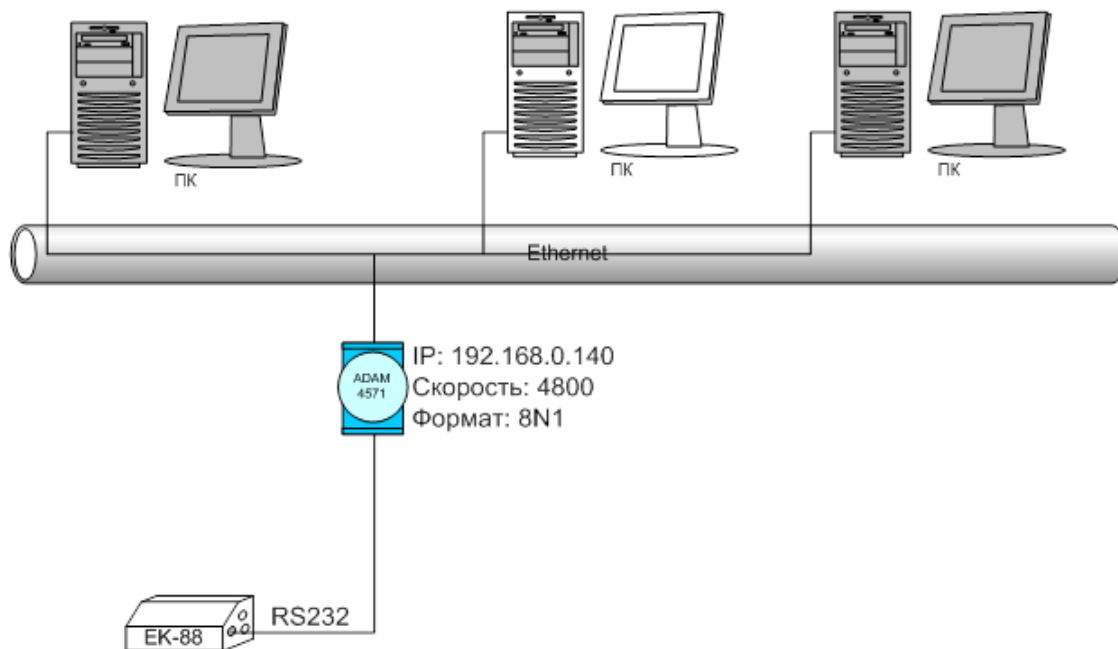 ПК
ПК
ПК
Ethernet
ADAM
4571
IP: 192.168.0.140
Скорость: 4800
Формат: 8N1
RS232
EK-88